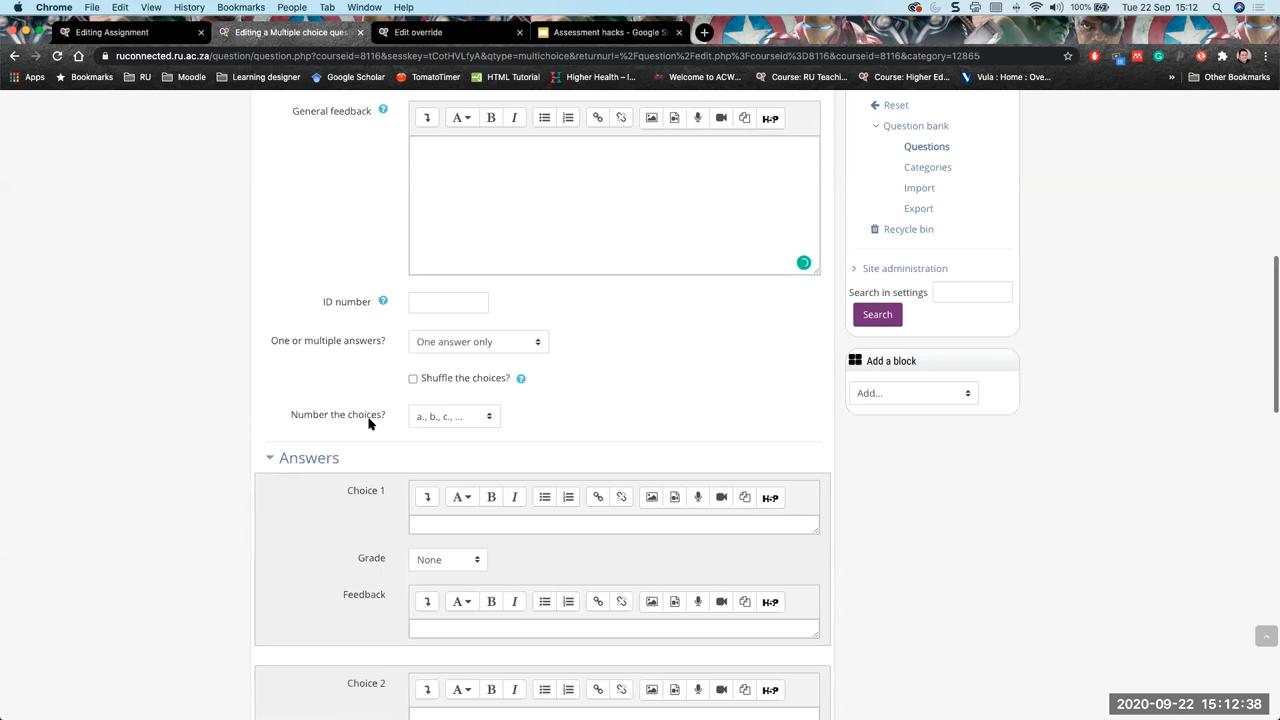 Chrome File Edit View History Bookmarks People Tab Window Help 100% Tue 22 Sep 15:12
Editing Assignment Editing a Multiple choice ques Edit override Assessment hacks - Google Sl
ruconnected.ru.ac.za/question/question.php?courseid=8116&sesskey=tCotHVLfyA&qtype=multichoice&returnurl=%2Fquestion%2Fedit.php%3Fcourseid%3D8116&courseid=8116&category=12865
Apps Bookmarks RU Moodle Learning designer Google Scholar TomatoTimer HTML Tutorial Higher Health – I... Welcome to ACW... Course: RU Teachi... Course: Higher Ed... Vula : Home : Ove... » Other Bookmarks
General feedback
A B I H-P
ID number
One or multiple answers? One answer only
Shuffle the choices?
Number the choices? a., b., c., ...
Answers
Choice 1
A B I H-P
Grade None
Feedback
A B I H-P
Choice 2
A B I H-P
Reset
Question bank
Questions
Categories
Import
Export
Recycle bin
Site administration
Search in settings
Search
Add a block
Add...
2020-09-22 15:12:38